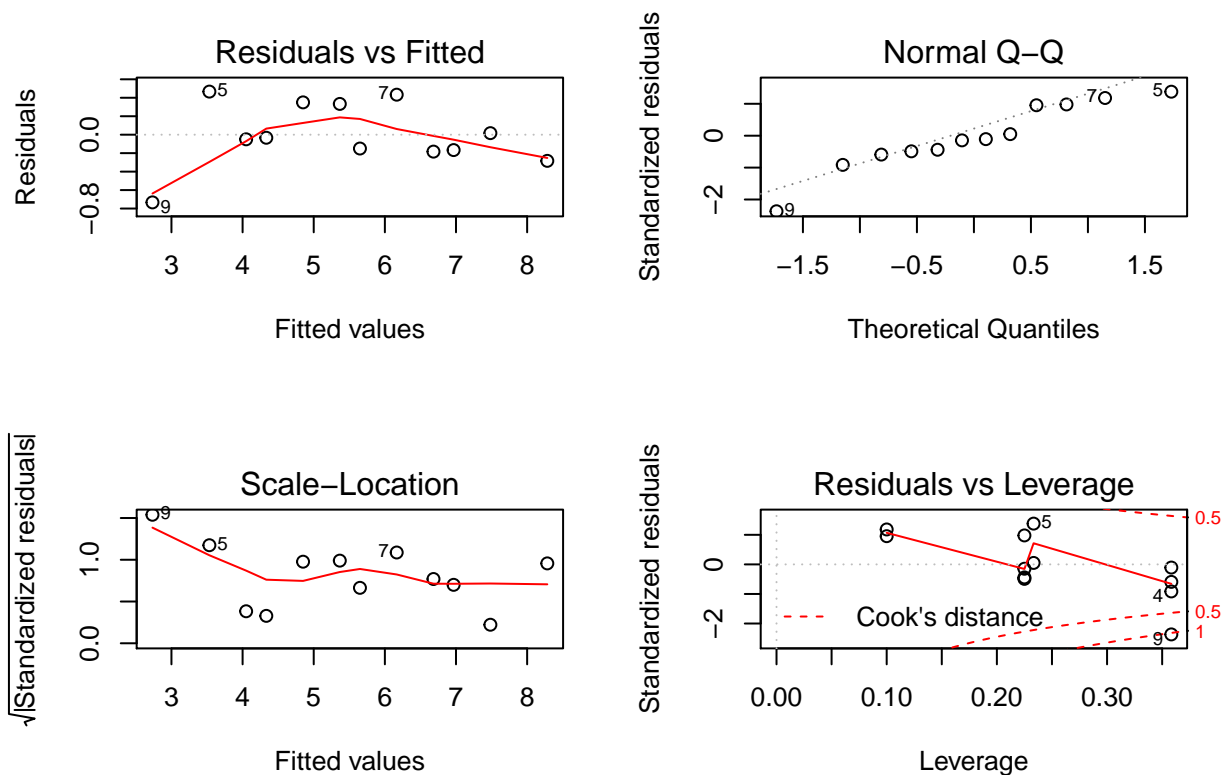 Residuals vs Fitted
Residuals
0.0
−0.8
5
7
9
3 4 5 6 7 8
Fitted values
Normal Q−Q
Standardized residuals
0
−2
5
7
9
−1.5 −0.5 0.5 1.5
Theoretical Quantiles
Scale−Location
√|Standardized residuals|
1.0
0.0
9
5
7
3 4 5 6 7 8
Fitted values
Residuals vs Leverage
Standardized residuals
0
−2
5
4
9
0.5
0.5
1
Cook's distance
0.00 0.10 0.20 0.30
Leverage